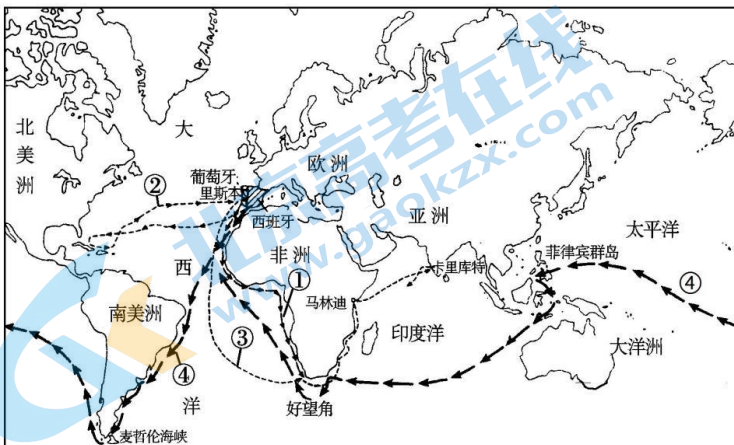 北美洲
大
西
洋
葡萄牙
里斯本
西班牙
欧洲
亚洲
非洲
太平洋
菲律宾群岛
卡里库特
马林迪
印度洋
南美洲
大洋洲
好望角
麦哲伦海峡
①
②
③
④
④
北京高考在线
www.gaokzx.com